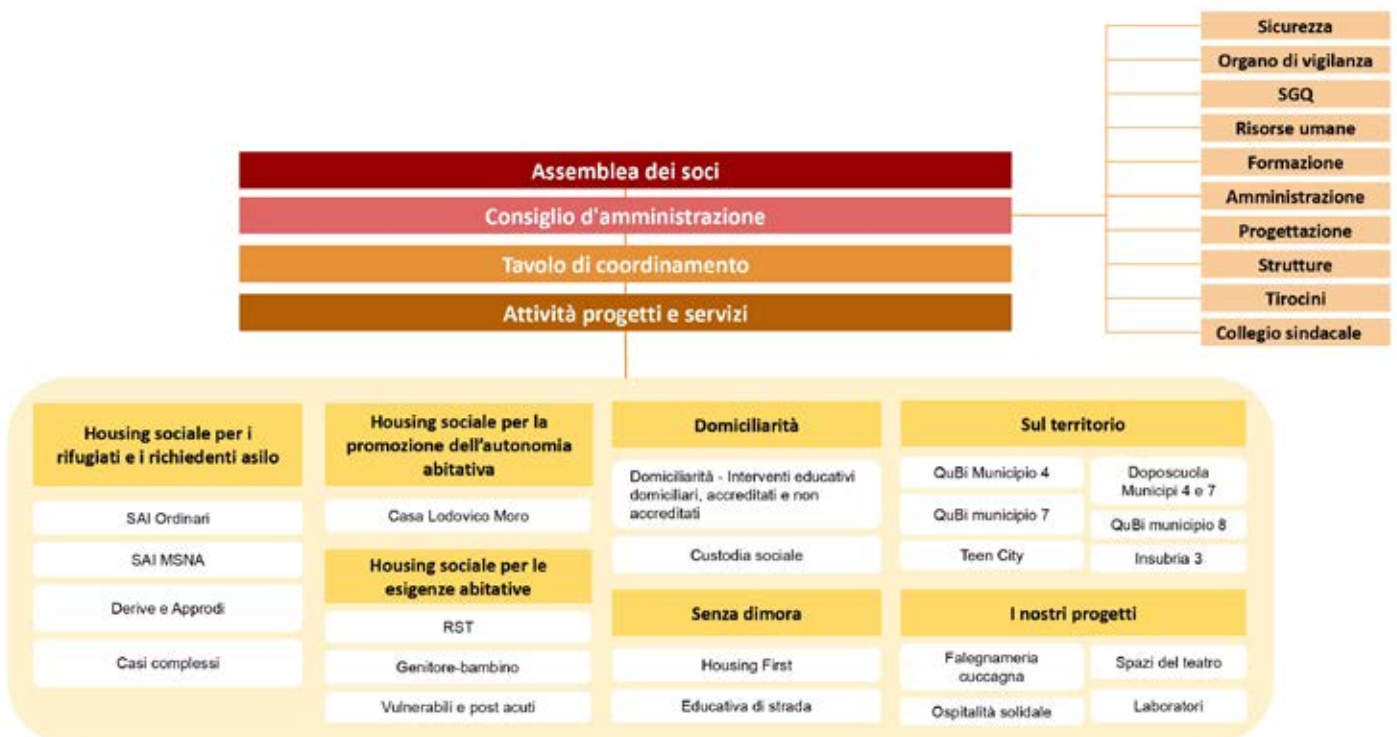 Sicurezza
Organo di vigilanza
SGQ
Risorse umane
Formazione
Amministrazione
Progettazione
Strutture
Tirocini
Collegio sindacale
Assemblea dei soci
Consiglio d'amministrazione
Tavolo di coordinamento
Attività progetti e servizi
Housing sociale per i
rifugiati e i richiedenti asilo
SAI Ordinari
SAI MSNA
Derive e Approdi
Casi complessi
Housing sociale per la
promozione dell'autonomia
abitativa
Casa Lodovico Moro
Housing sociale per le
esigenze abitative
RST
Genitore-bambino
Vulnerabili e post acuti
Domiciliarità
Domiciliarità - Interventi educativi
domiciliari, accreditati e non
accreditati
Custodia sociale
Senza dimora
Housing First
Educativa di strada
Sul territorio
QuBi Municipio 4
QuBi municipio 7
Teen City
Doposcuola
Municipi 4 e 7
QuBi municipio 8
Insubria 3
I nostri progetti
Falegnameria
cuccagna
Ospitalità solidale
Spazi del teatro
Laboratori